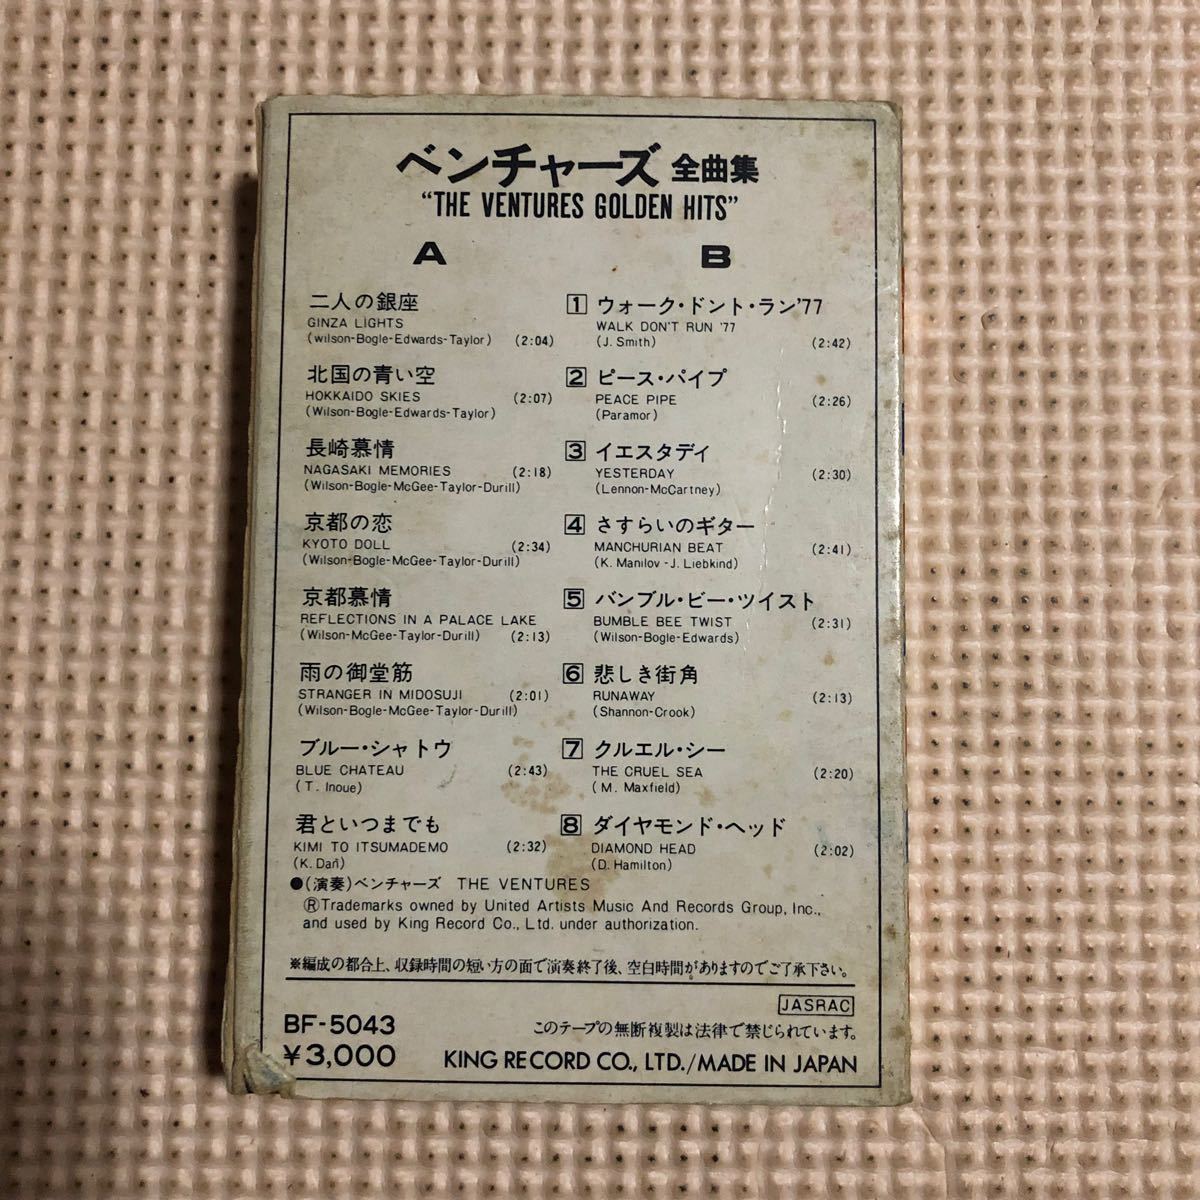 ベンチャーズ 全曲集
"THE VENTURES GOLDEN HITS"
A
二人の銀座
GINZA LIGHTS
(wilson-Bogle-Edwards-Taylor) (2:04)
北国の青い空
HOKKAIDO SKIES (2:07)
(Wilson-Bogle-Edwards-Taylor)
長崎慕情
NAGASAKI MEMORIES (2:18)
(Wilson-Bogle-McGee-Taylor-Durill)
京都の恋
KYOTO DOLL (2:34)
(Wilson-Bogle-McGee-Taylor-Durill)
京都慕情
REFLECTIONS IN A PALACE LAKE
(Wilson-McGee-Taylor-Durill) (2:13)
雨の御堂筋
STRANGER IN MIDOSUJI (2:01)
(Wilson-Bogle-McGee-Taylor-Durill)
ブルー・シャトウ
BLUE CHATEAU (2:43)
(T. Inoue)
君といつまでも
KIMI TO ITSUMADEMO (2:32)
(K. Dan)
B
1 ウォーク・ドント・ラン'77
WALK DON'T RUN '77
(J. Smith) (2:42)
2 ピース・パイプ
PEACE PIPE (2:26)
(Paramor)
3 イエスタデイ
YESTERDAY (2:30)
(Lennon-McCartney)
4 さすらいのギター
MANCHURIAN BEAT (2:41)
(K. Manilov-J. Liebkind)
5 バンブル・ビー・ツイスト
BUMBLE BEE TWIST (2:31)
(Wilson-Bogle-Edwards)
6 悲しき街角
RUNAWAY (2:13)
(Shannon-Crook)
7 クルエル・シー
THE CRUEL SEA (2:20)
(M. Maxfield)
8 ダイヤモンド・ヘッド
DIAMOND HEAD (2:02)
(D. Hamilton)
●(演奏)ベンチャーズ THE VENTURES
®Trademarks owned by United Artists Music And Records Group, Inc.,
and used by King Record Co., Ltd. under authorization.
※編成の都合上、収録時間の短い方の面で演奏終了後、空白時間がありますのでご了承下さい。
JASRAC
BF-5043
このテープの無断複製は法律で禁じられています。
¥3,000
KING RECORD CO., LTD./MADE IN JAPAN